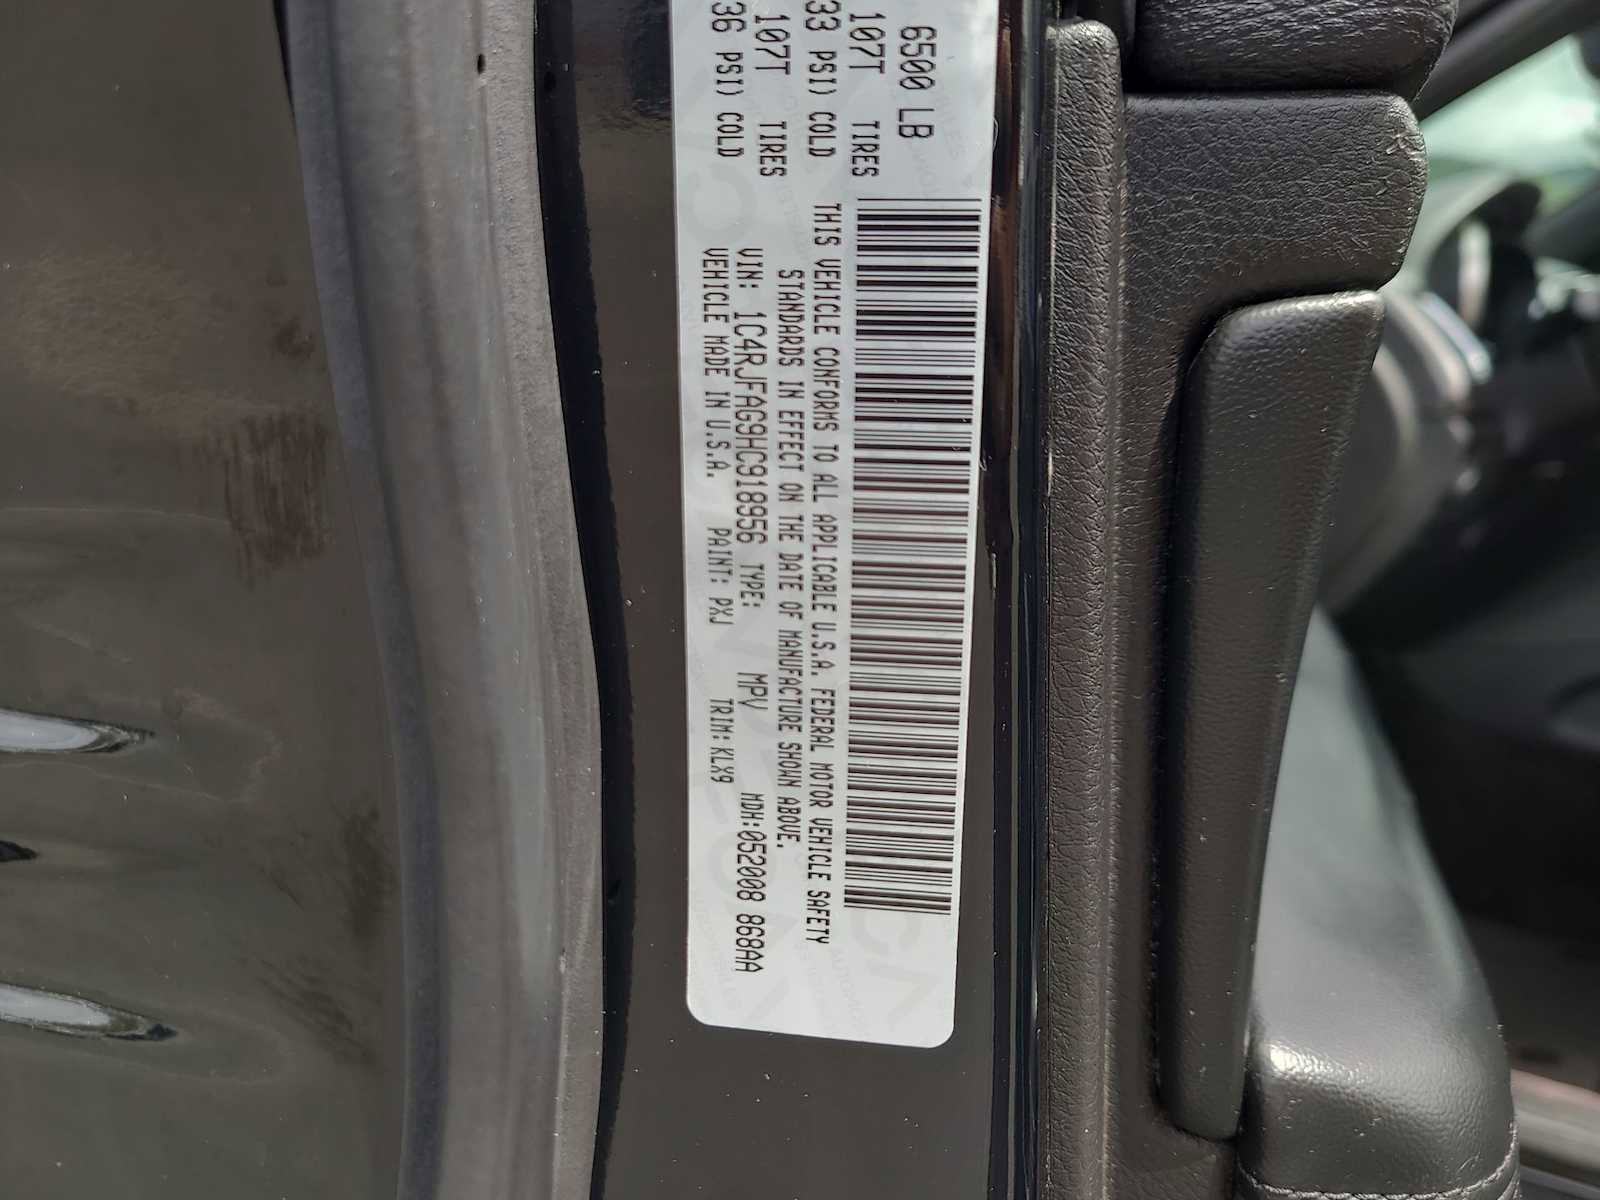 6500 LB
107T TIRES
33 PSI) COLD
107T TIRES
36 PSI) COLD
THIS VEHICLE CONFORMS TO ALL APPLICABLE U.S.A. FEDERAL MOTOR VEHICLE SAFETY
STANDARDS IN EFFECT ON THE DATE OF MANUFACTURE SHOWN ABOVE.
VIN: 1C4RJFAG9HC918956 TYPE: MPV MDH:052008 868AA
VEHICLE MADE IN U.S.A. PAINT: PXJ TRIM: KLX9